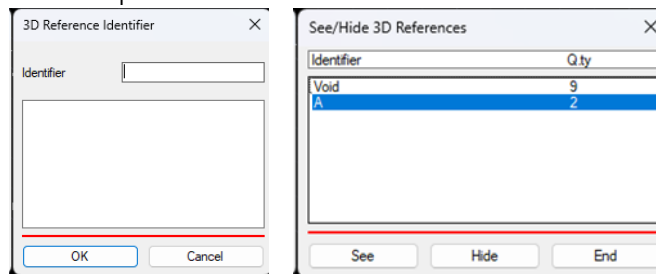 3D Reference Identifier
Identifier
OK Cancel
See/Hide 3D References
Identifier Q.ty
Void 9
A 2
See Hide End